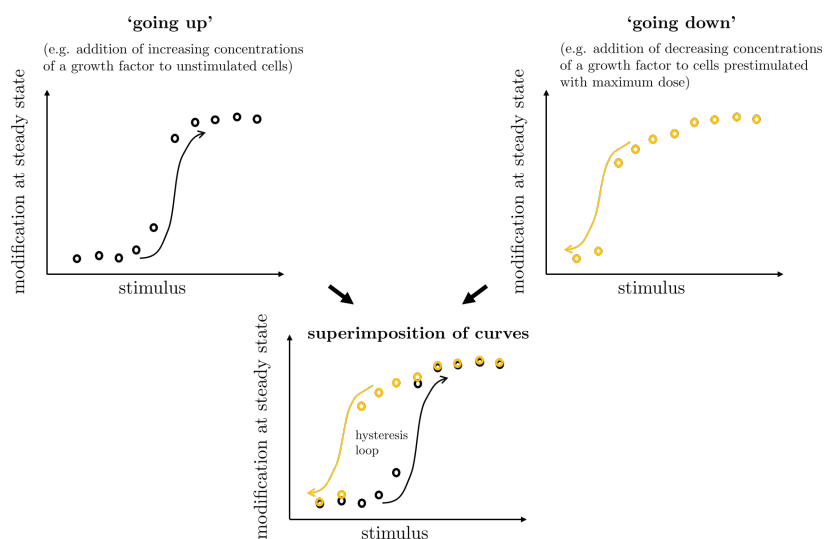 ‘going up’
(e.g. addition of increasing concentrations
of a growth factor to unstimulated cells)
modification at steady state
stimulus
‘going down’
(e.g. addition of decreasing concentrations
of a growth factor to cells prestimulated
with maximum dose)
modification at steady state
stimulus
superimposition of curves
modification at steady state
hysteresis
loop
stimulus